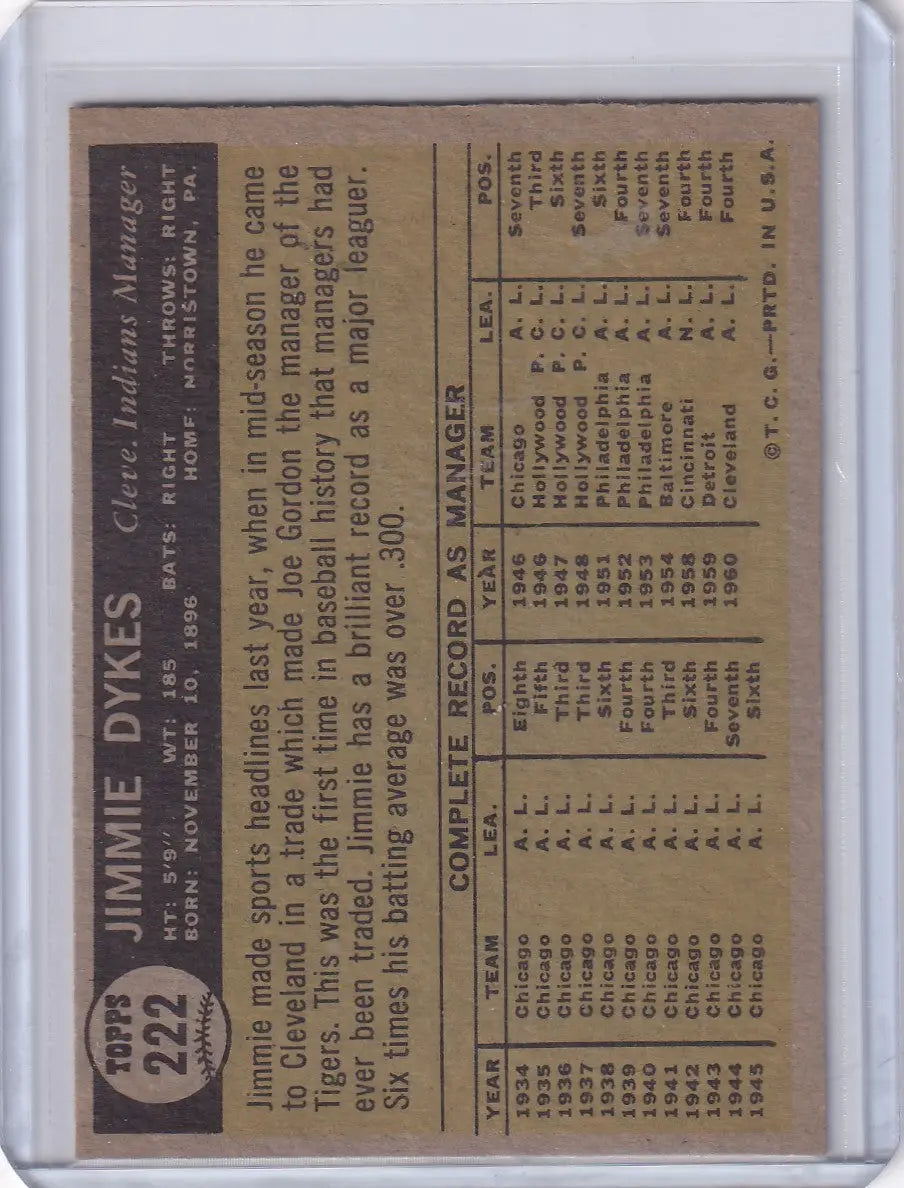 TOPPS
222
JIMMIE DYKES Cleve. Indians Manager
HT: 5'9" WT: 185 BATS: RIGHT THROWS: RIGHT
BORN: NOVEMBER 10, 1896 HOME: NORRISTOWN, PA.
Jimmie made sports headlines last year, when in mid-season he came
to Cleveland in a trade which made Joe Gordon the manager of the
Tigers. This was the first time in baseball history that managers had
ever been traded. Jimmie has a brilliant record as a major leaguer.
Six times his batting average was over .300.
COMPLETE RECORD AS MANAGER
YEAR TEAM LEA. POS. YEAR TEAM LEA. POS.
1934 Chicago A. L. Eighth 1946 Chicago A. L. Seventh
1935 Chicago A. L. Fifth 1946 Hollywood P. C. L. Third
1936 Chicago A. L. Third 1947 Hollywood P. C. L. Sixth
1937 Chicago A. L. Third 1948 Hollywood P. C. L. Seventh
1938 Chicago A. L. Sixth 1951 Philadelphia A. L. Sixth
1939 Chicago A. L. Fourth 1952 Philadelphia A. L. Fourth
1940 Chicago A. L. Fourth 1953 Philadelphia A. L. Seventh
1941 Chicago A. L. Third 1954 Baltimore A. L. Seventh
1942 Chicago A. L. Sixth 1958 Cincinnati N. L. Fourth
1943 Chicago A. L. Fourth 1959 Detroit A. L. Fourth
1944 Chicago A. L. Seventh 1960 Cleveland A. L. Fourth
1945 Chicago A. L. Sixth
© T. C. G.—PRTD. IN U.S.A.